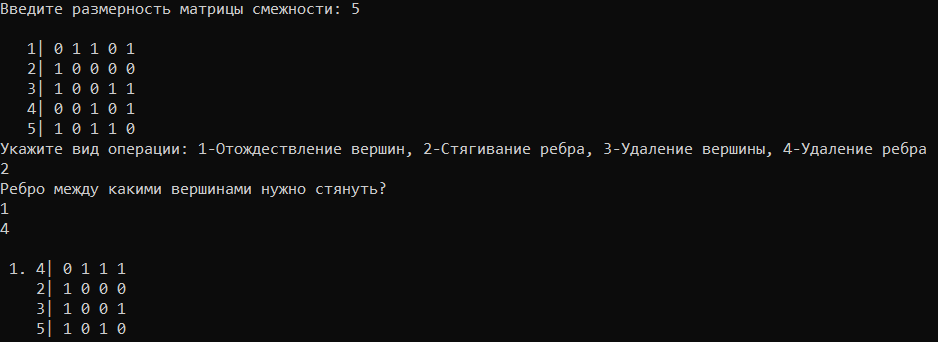 Введите размерность матрицы смежности: 5
1| 0 1 1 0 1
2| 1 0 0 0 0
3| 1 0 0 1 1
4| 0 0 1 0 1
5| 1 0 1 1 0
Укажите вид операции: 1-Отождествление вершин, 2-Стягивание ребра, 3-Удаление вершины, 4-Удаление ребра
2
Ребро между какими вершинами нужно стянуть?
1
4
1. 4| 0 1 1 1
2| 1 0 0 0
3| 1 0 0 1
5| 1 0 1 0